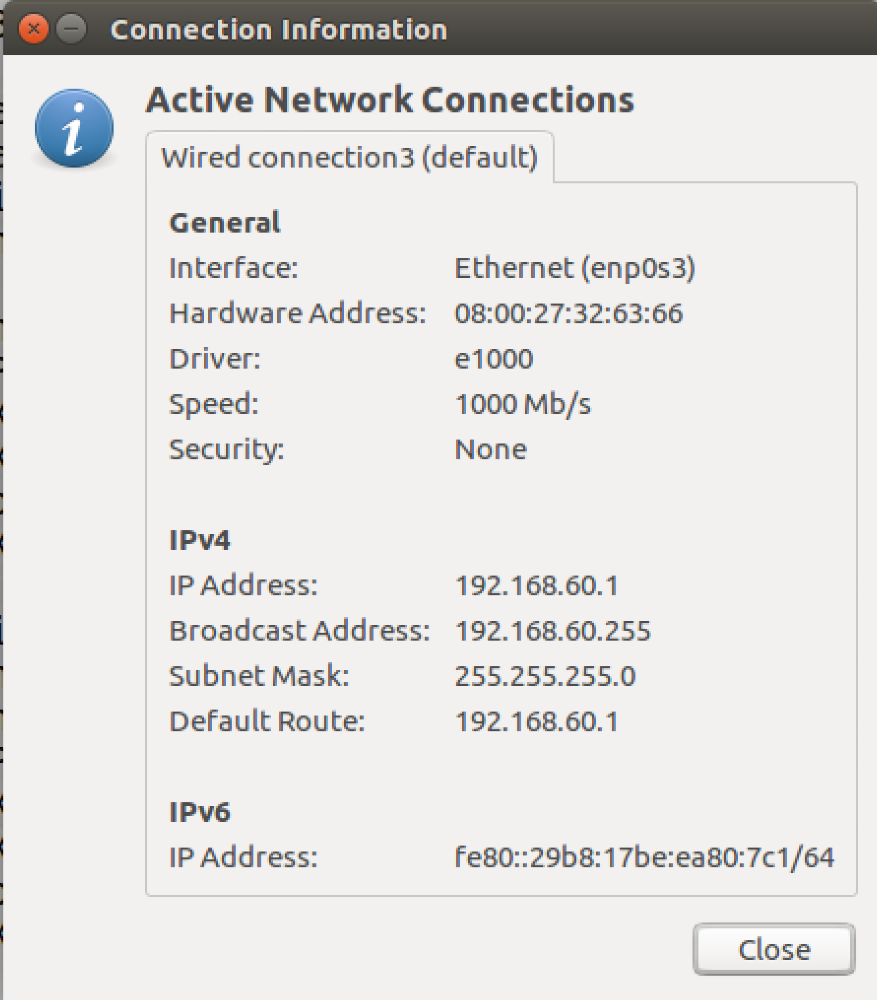 Connection Information
Active Network Connections
Wired connection3 (default)
General
Interface: Ethernet (enp0s3)
Hardware Address: 08:00:27:32:63:66
Driver: e1000
Speed: 1000 Mb/s
Security: None
IPv4
IP Address: 192.168.60.1
Broadcast Address: 192.168.60.255
Subnet Mask: 255.255.255.0
Default Route: 192.168.60.1
IPv6
IP Address: fe80::29b8:17be:ea80:7c1/64
Close